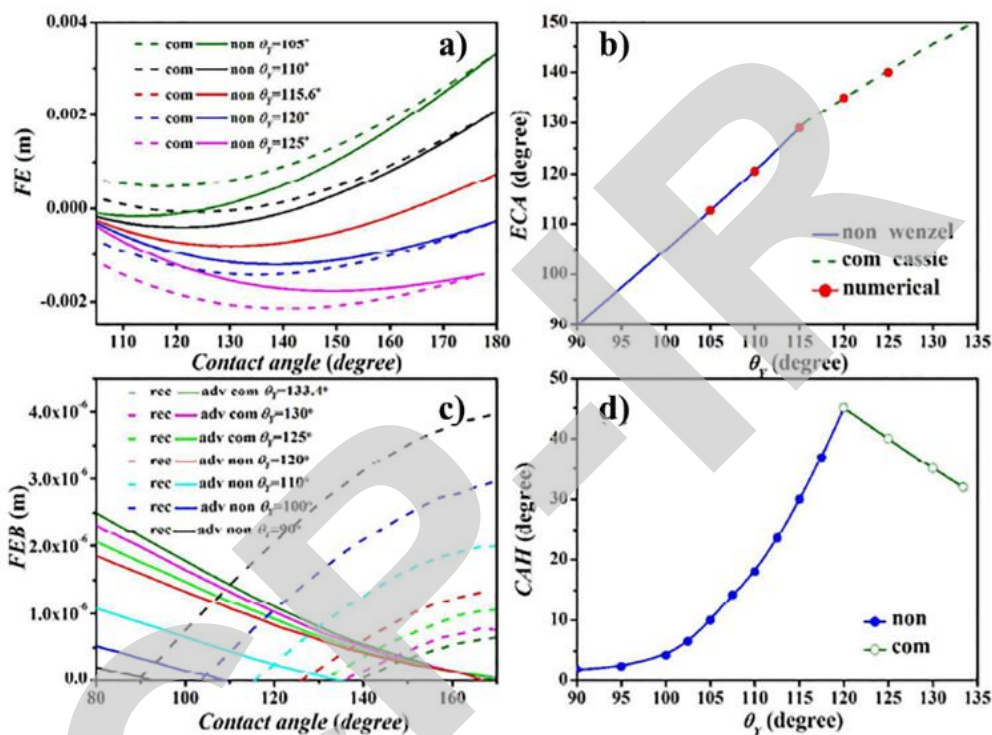 a)
0.004
0.002
0.000
-0.002
FE (m)
com non θY=105°
com non θY=110°
com non θY=115.6°
com non θY=120°
com non θY=125°
110 120 130 140 150 160 170 180
Contact angle (degree)
b)
150
140
130
120
110
100
90
ECA (degree}
non wenzel
com cassie
numerical
90 95 100 105 110 115 120 125 130 135
θY (degree)
c)
4.0x10-6
3.0x10-6
2.0x10-6
1.0x10-6
0.0
FEB (m)
rec adv com θY=133.4°
rec adv com θY=130°
rec adv com θY=125°
rec adv non θY=120°
rec adv non θY=110°
rec adv non θY=100°
rec adv non θY=90°
80 100 120 140 160
Contact angle (degree)
d)
50
40
30
20
10
0
CAH (degree)
non
com
90 95 100 105 110 115 120 125 130 135
θY (degree)